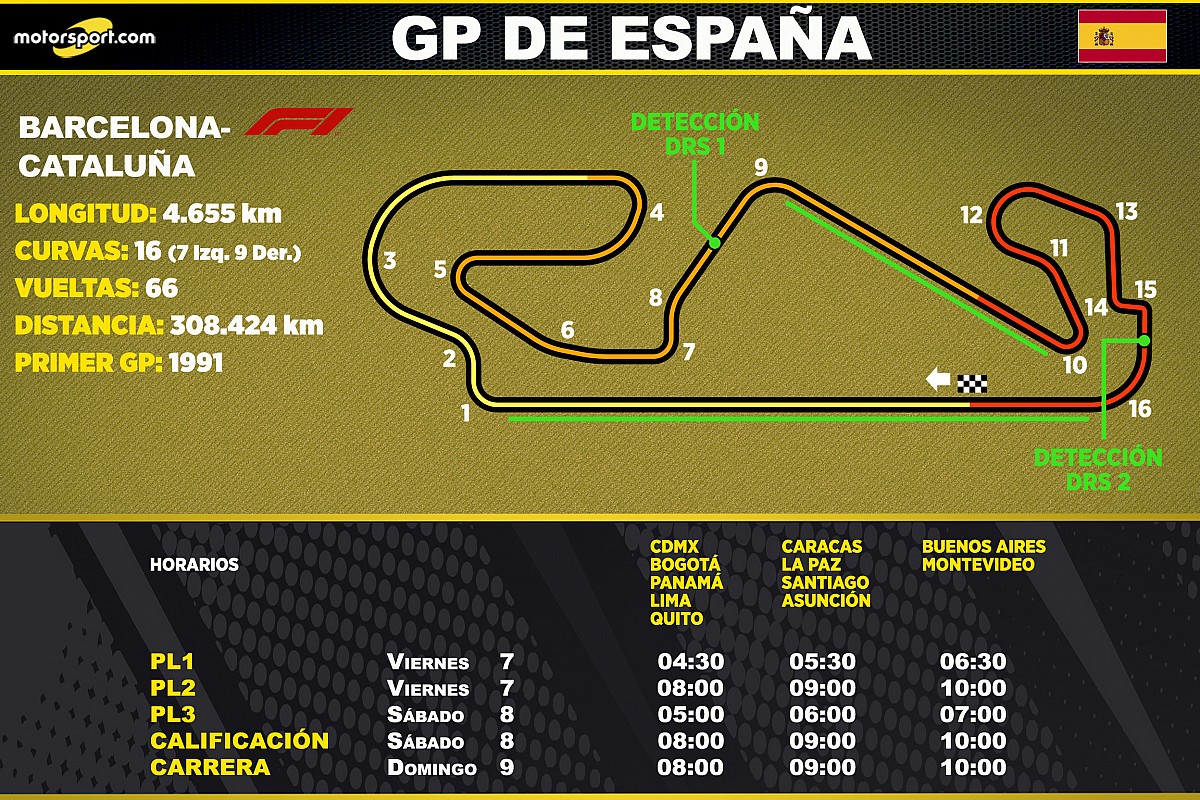 motorsport.com
GP DE ESPAÑA
BARCELONA-
CATALUÑA
F1
LONGITUD: 4.655 km
CURVAS: 16 (7 Izq. 9 Der.)
VUELTAS: 66
DISTANCIA: 308.424 km
PRIMER GP: 1991
DETECCIÓN
DRS 1
1
2
3
4
5
6
7
8
9
10
11
12
13
14
15
16
DETECCIÓN
DRS 2
HORARIOS
CDMX
BOGOTÁ
PANAMÁ
LIMA
QUITO
CARACAS
LA PAZ
SANTIAGO
ASUNCIÓN
BUENOS AIRES
MONTEVIDEO
PL1 VIERNES 7 04:30 05:30 06:30
PL2 VIERNES 7 08:00 09:00 10:00
PL3 SÁBADO 8 05:00 06:00 07:00
CALIFICACIÓN SÁBADO 8 08:00 09:00 10:00
CARRERA DOMINGO 9 08:00 09:00 10:00